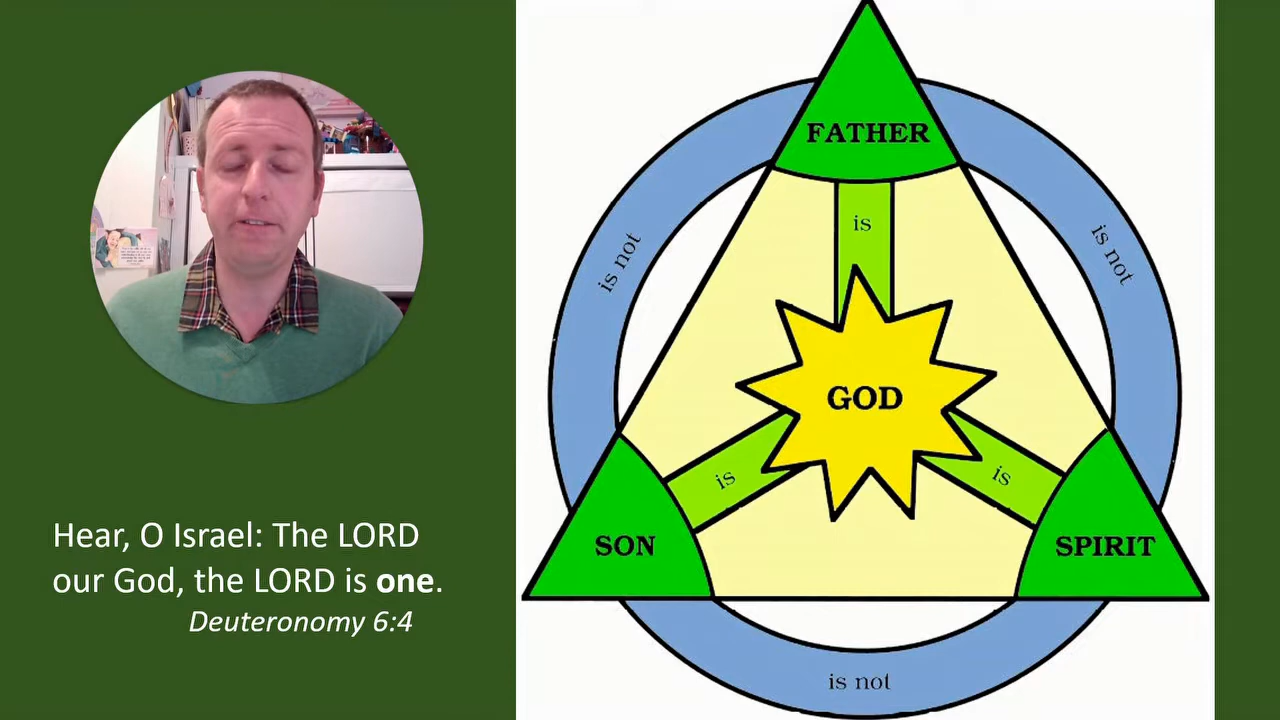 Hear, O Israel: The LORD
our God, the LORD is one.
Deuteronomy 6:4
FATHER
is
is not
is not
GOD
is
is
SON
SPIRIT
is not